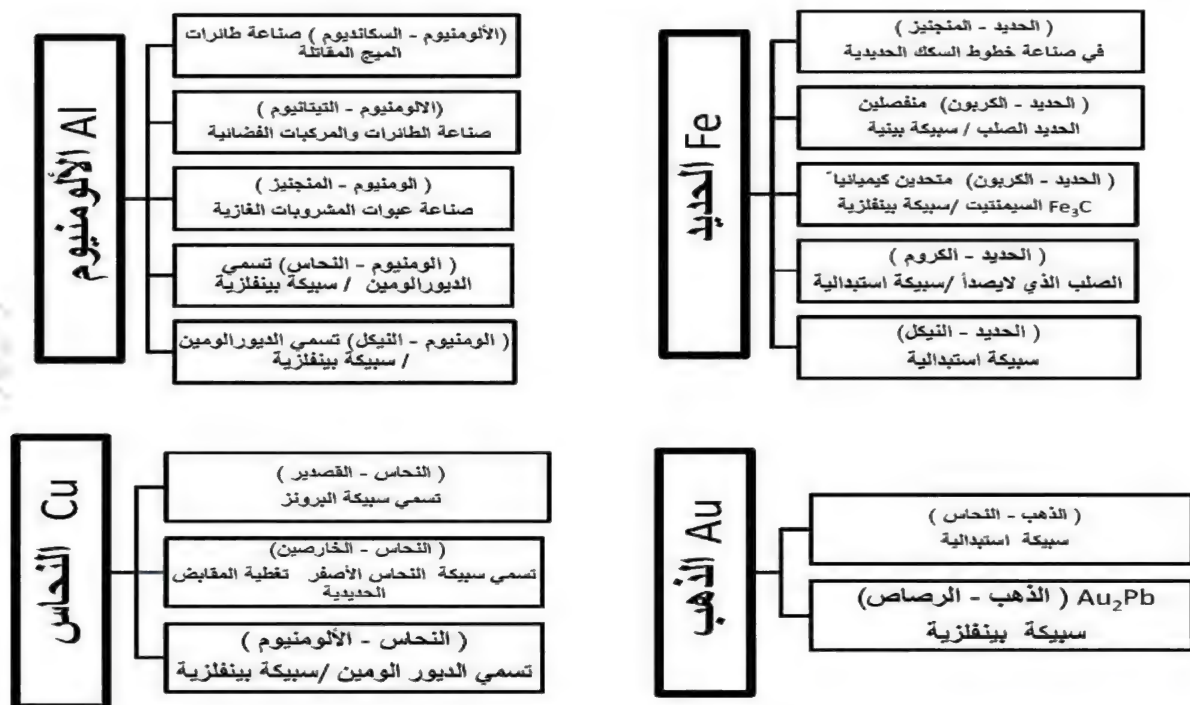 الحديد Fe
( الحديد - المنجنيز )
في صناعة خطوط السكك الحديدية
( الحديد - الكربون) منفصلين
الحديد الصلب / سبيكة بينية
( الحديد - الكربون) متحدين كيميائيا ً
Fe₃C السيمنتيت /سبيكة بينفلزية
( الحديد - الكروم )
الصلب الذي لايصدأ /سبيكة استبدالية
( الحديد - النيكل)
سبيكة استبدالية
الألومنيوم Al
(الألومنيوم - السكانديوم ) صناعة طائرات
الميج المقاتلة
(الالومنيوم - التيتانيوم )
صناعة الطائرات والمركبات الفضائية
( الومنيوم - المنجنيز )
صناعة عبوات المشروبات الغازية
( الومنيوم - النحاس) تسمي
الديورالومين / سبيكة بينفلزية
( الومنيوم - النيكل) تسمي الديورالومين
/ سبيكة بينفلزية
الذهب Au
( الذهب - النحاس )
سبيكة استبدالية
Au₂Pb ( الذهب - الرصاص)
سبيكة بينفلزية
النحاس Cu
( النحاس - القصدير )
تسمي سبيكة البرونز
( النحاس - الخارصين)
تسمي سبيكة النحاس الأصفر تغطية المقابض
الحديدية
( النحاس - الألومنيوم )
تسمي الديور الومين /سبيكة بينفلزية